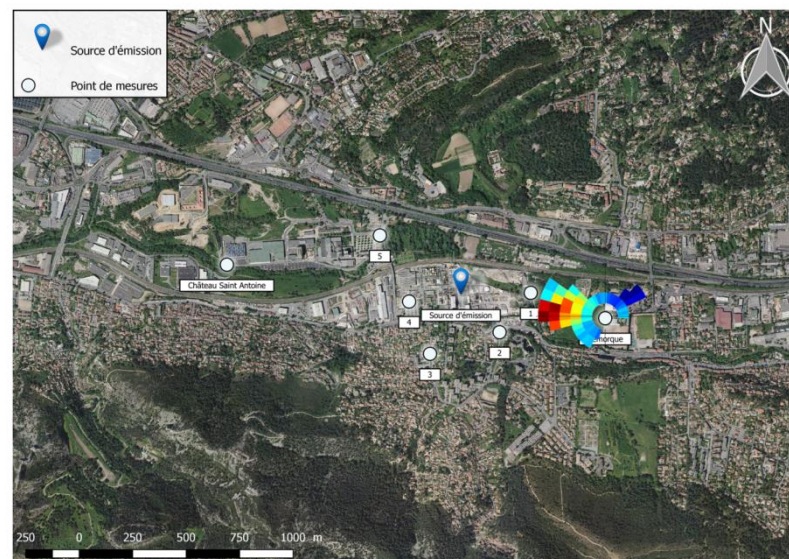 Source d'émission
Point de mesures
N
5
Château Saint Antoine
1
4
Source d'émission
2
3
250 0 250 500 750 1000 m